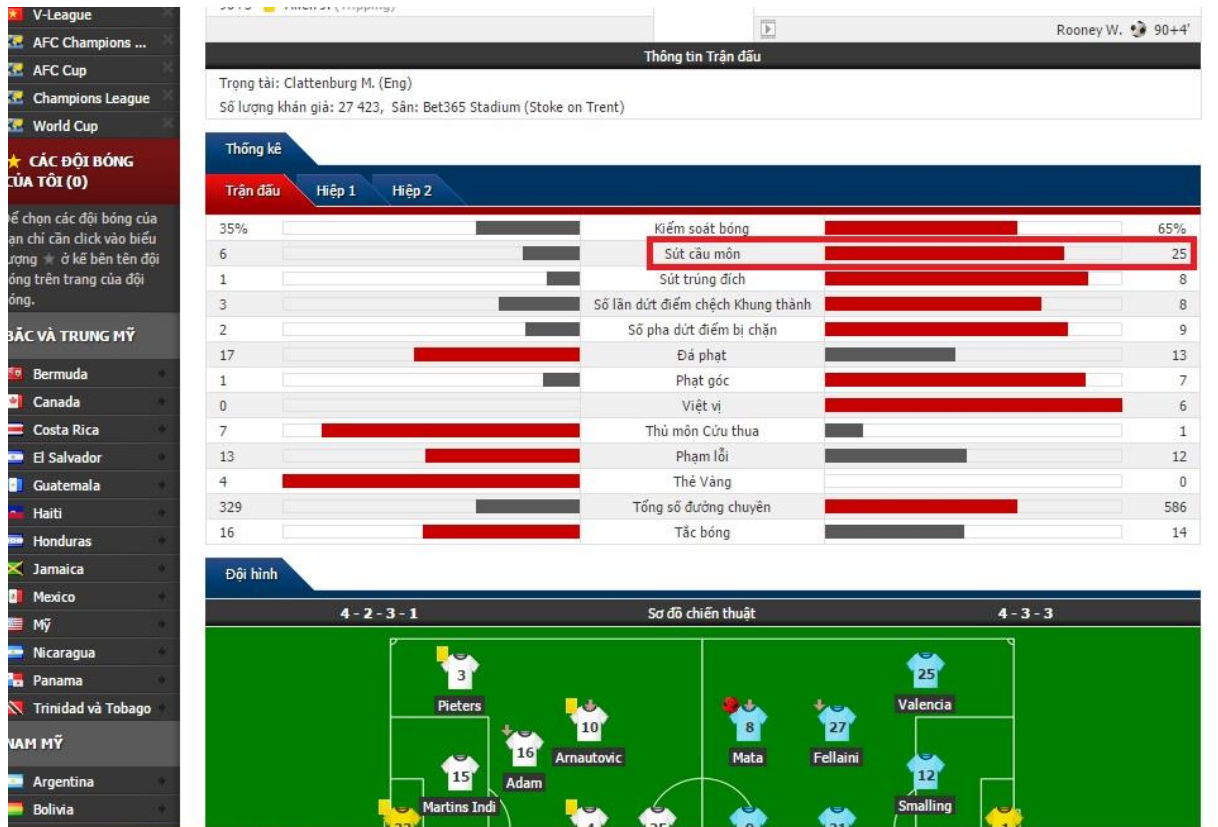 V-League
AFC Champions ...
AFC Cup
Champions League
World Cup
CÁC ĐỘI BÓNG
CỦA TÔI (0)
chọn các đội bóng của
chỉ cần click vào biểu
ở kế bên tên đội
trên trang của đội
BẮC VÀ TRUNG MỸ
Bermuda
Canada
Costa Rica
El Salvador
Guatemala
Haiti
Honduras
Jamaica
Mexico
Mỹ
Nicaragua
Panama
Trinidad và Tobago
NAM MỸ
Argentina
Bolivia
Rooney W. 90+4'
Thông tin Trận đấu
Trọng tài: Clattenburg M. (Eng)
Số lượng khán giả: 27 423, Sân: Bet365 Stadium (Stoke on Trent)
Thống kê
Trận đấu Hiệp 1 Hiệp 2
35% Kiểm soát bóng 65%
6 Sút cầu môn 25
1 Sút trúng đích 8
3 Số lần dứt điểm chệch Khung thành 8
2 Số pha dứt điểm bị chặn 9
17 Đá phạt 13
1 Phạt góc 7
0 Việt vị 6
7 Thủ môn Cứu thua 1
13 Phạm lỗi 12
4 Thẻ Vàng 0
329 Tổng số đường chuyền 586
16 Tắc bóng 14
Đội hình
4 - 2 - 3 - 1 Sơ đồ chiến thuật 4 - 3 - 3
3
Pieters
25
Valencia
10
Arnautovic
8
Mata
27
Fellaini
16
Adam
15
Martins Indi
12
Smalling